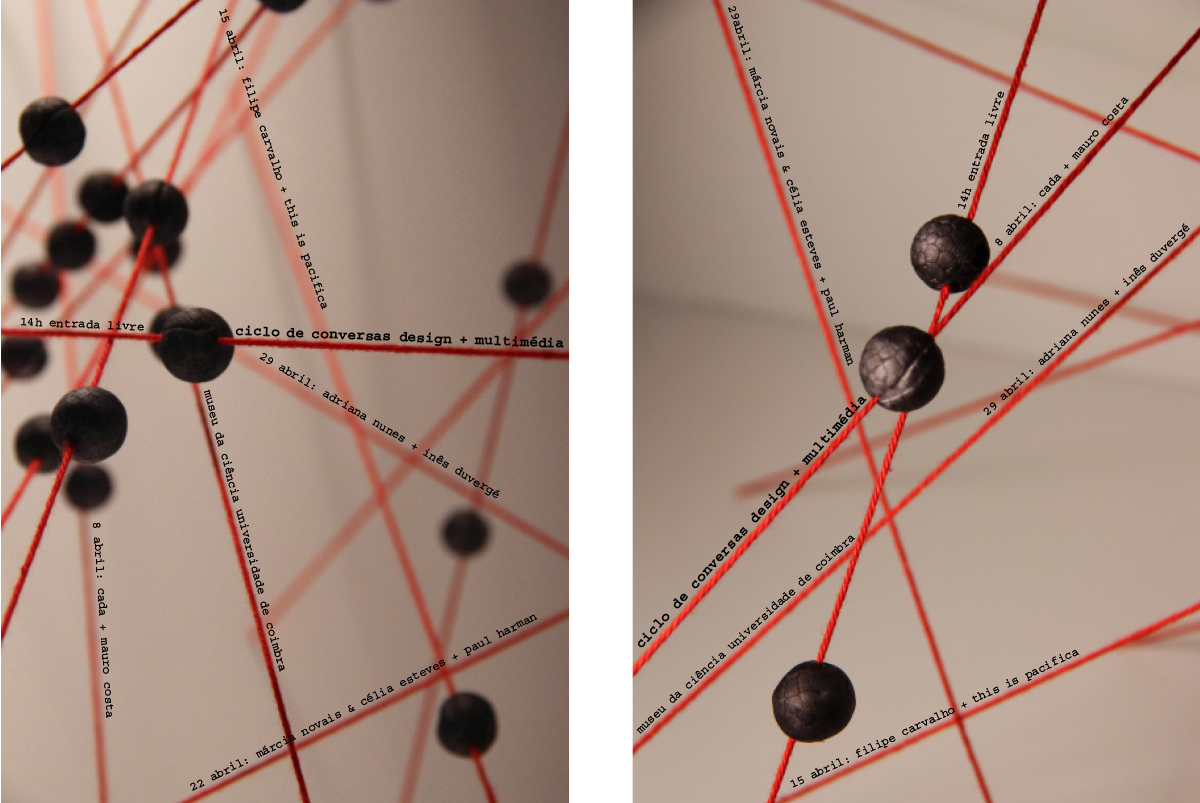 15 abril: filipe carvalho + this is pacifica
14h entrada livre
ciclo de conversas design + multimédia
29 abril: adriana nunes + inês duvergé
museu da ciência universidade de coimbra
8 abril: cada + mauro costa
22 abril: márcia novais & célia esteves + paul harman
29abril: márcia novais & célia esteves + paul harman
14h entrada livre
8 abril: cada + mauro costa
29 abril: adriana nunes + inês duvergé
ciclo de conversas design + multimédia
museu da ciência universidade de coimbra
15 abril: filipe carvalho + this is pacifica